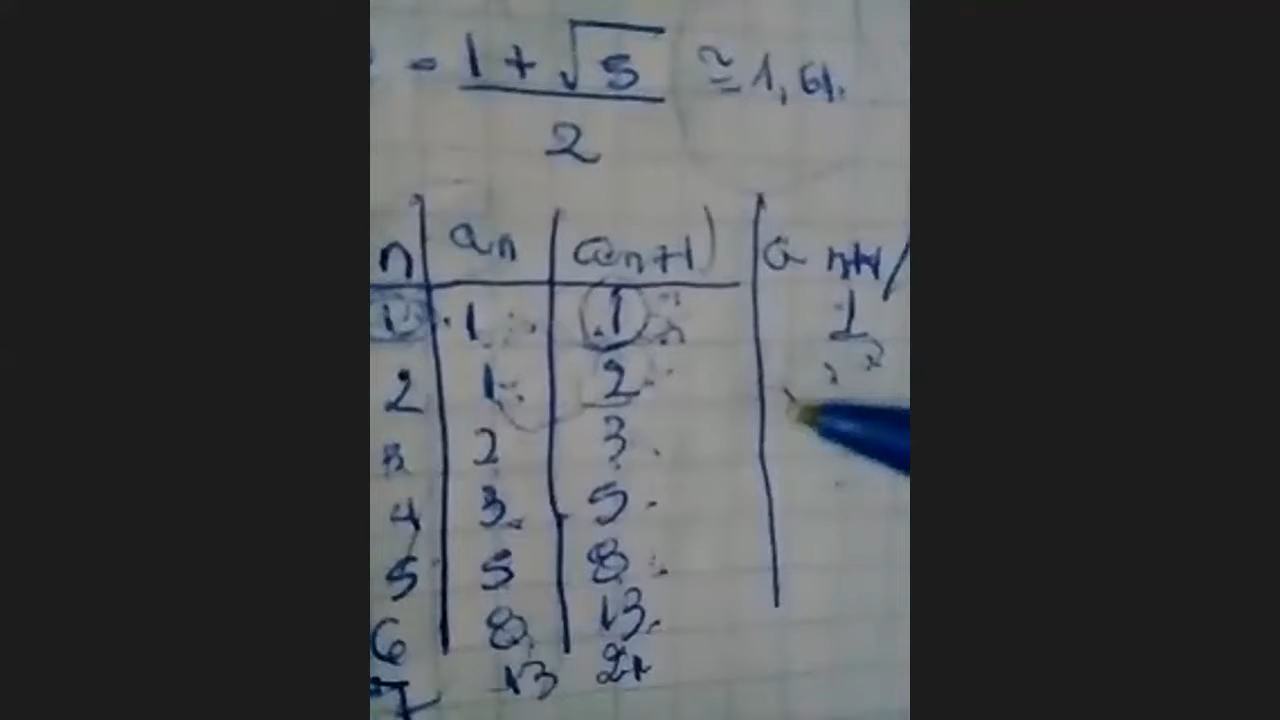 = 1 + √5 / 2 ≅ 1,61.
n | an | an+1 | a n+1/
1 | 1 | 1 | 1
2 | 1 | 2
3 | 2 | 3
4 | 3 | 5
5 | 5 | 8
6 | 8 | 13
7 | 13 | 21